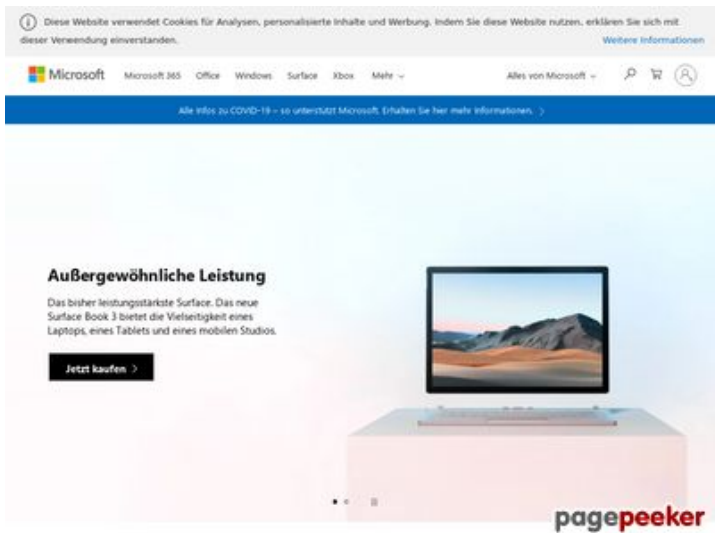 Diese Website verwendet Cookies für Analysen, personalisierte Inhalte und Werbung. Indem Sie diese Website nutzen, erklären Sie sich mit
dieser Verwendung einverstanden. Weitere Informationen
Microsoft Microsoft 365 Office Windows Surface Xbox Mehr Alles von Microsoft
Alle Infos zu COVID-19 – so unterstützt Microsoft. Erhalten Sie hier mehr Informationen.
Außergewöhnliche Leistung
Das bisher leistungsstärkste Surface. Das neue
Surface Book 3 bietet die Vielseitigkeit eines
Laptops, eines Tablets und eines mobilen Studios.
Jetzt kaufen
pagepeeker